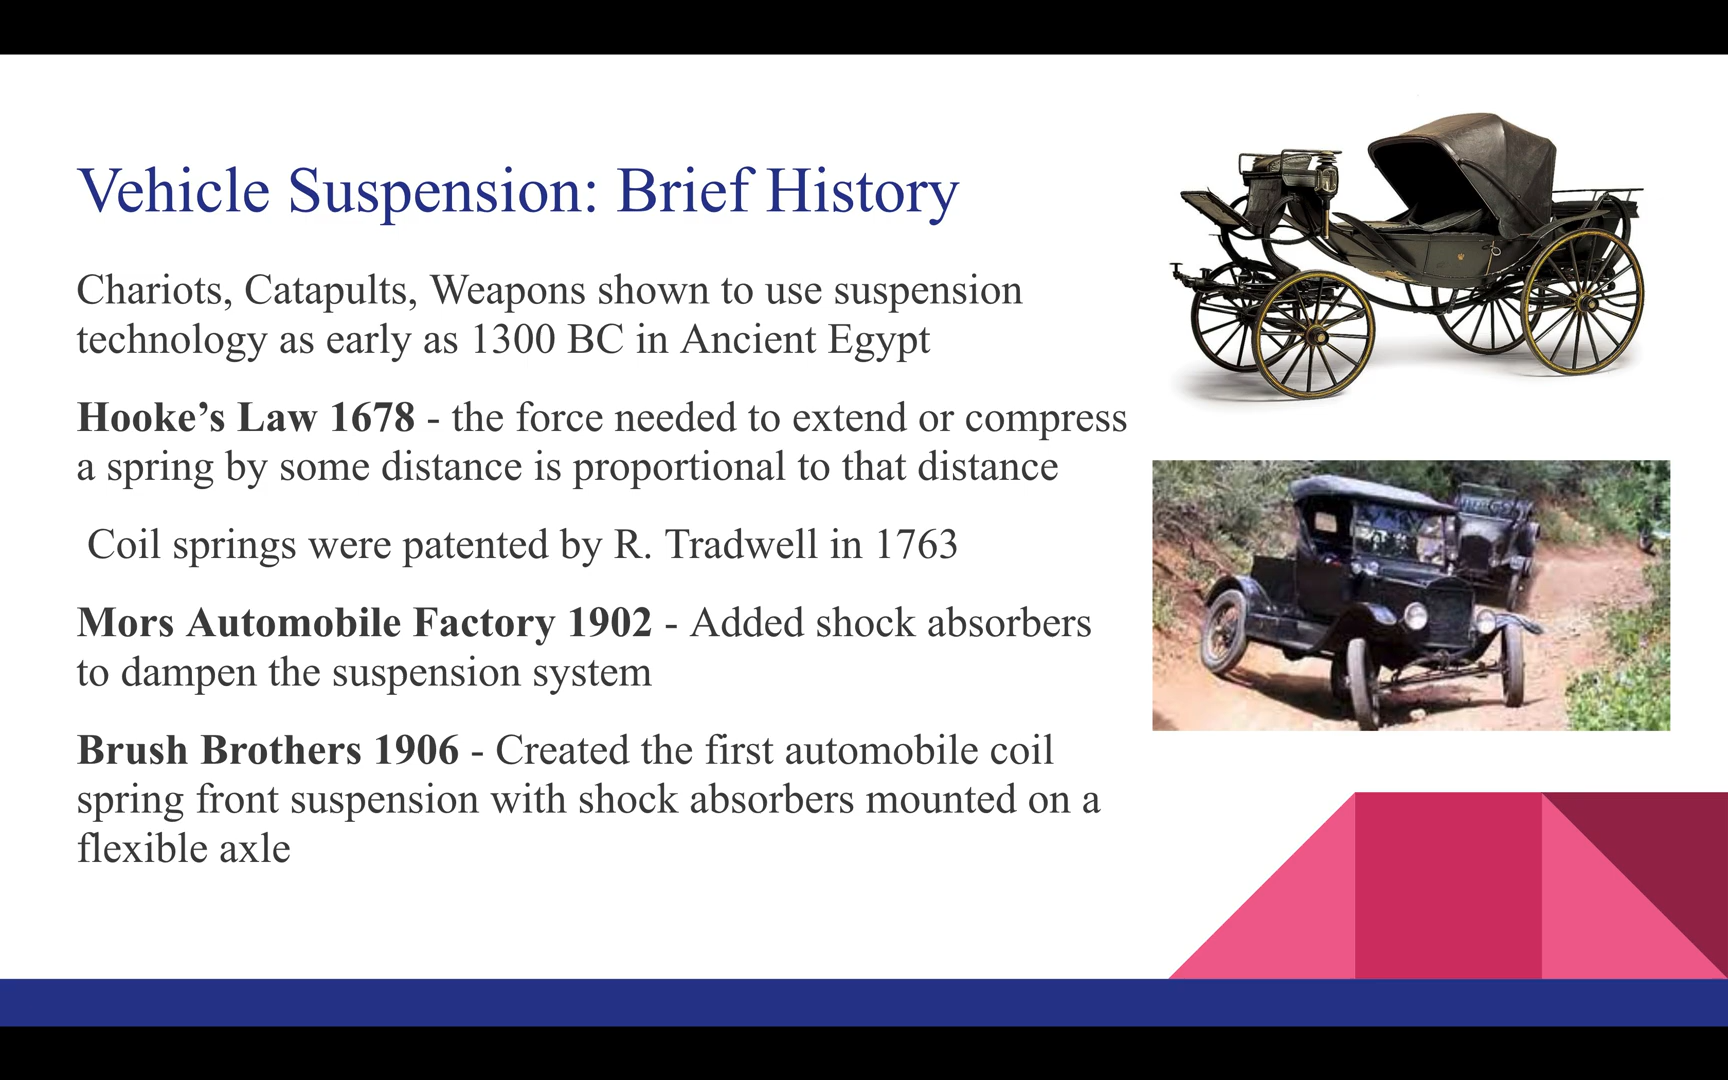 Vehicle Suspension: Brief History
Chariots, Catapults, Weapons shown to use suspension
technology as early as 1300 BC in Ancient Egypt
Hooke’s Law 1678 - the force needed to extend or compress
a spring by some distance is proportional to that distance
Coil springs were patented by R. Tradwell in 1763
Mors Automobile Factory 1902 - Added shock absorbers
to dampen the suspension system
Brush Brothers 1906 - Created the first automobile coil
spring front suspension with shock absorbers mounted on a
flexible axle